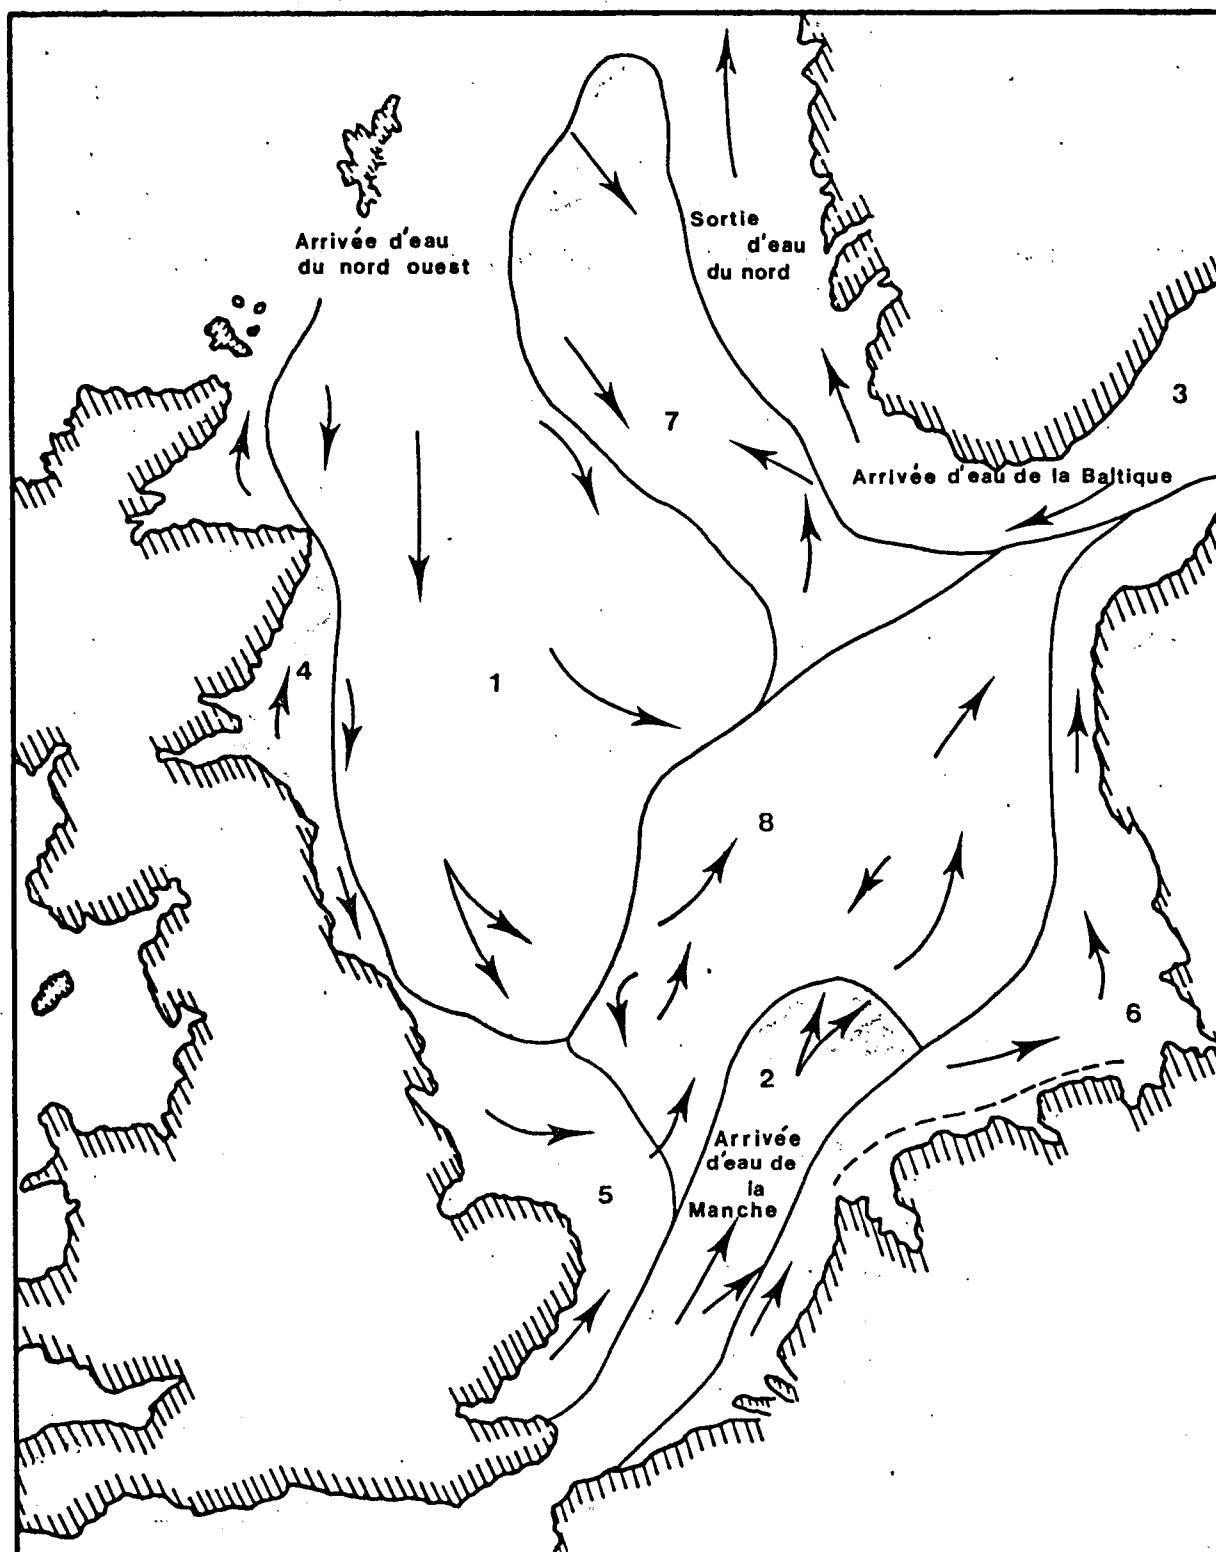 Arrivée d'eau
du nord ouest
Sortie
d'eau
du nord
3
7
Arrivée d'eau de la Baltique
4
1
8
6
2
Arrivée
d'eau de
la
Manche
5